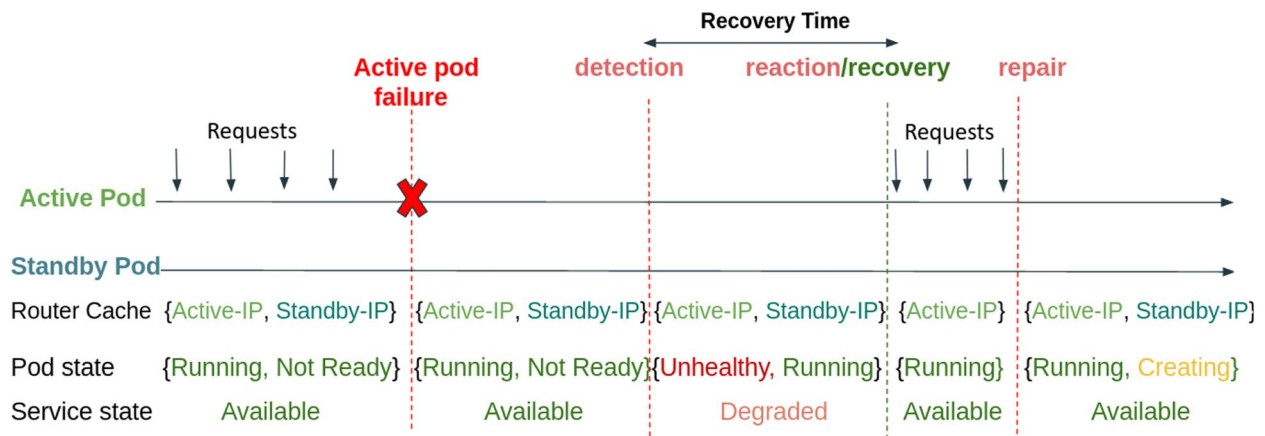 Recovery Time
Active pod failure
detection
reaction/recovery
repair
Requests
Requests
Active Pod
Standby Pod
Router Cache {Active-IP, Standby-IP} {Active-IP, Standby-IP} {Active-IP, Standby-IP} {Active-IP} {Active-IP, Standby-IP}
Pod state {Running, Not Ready} {Running, Not Ready} {Unhealthy, Running} {Running} {Running, Creating}
Service state Available Available Degraded Available Available